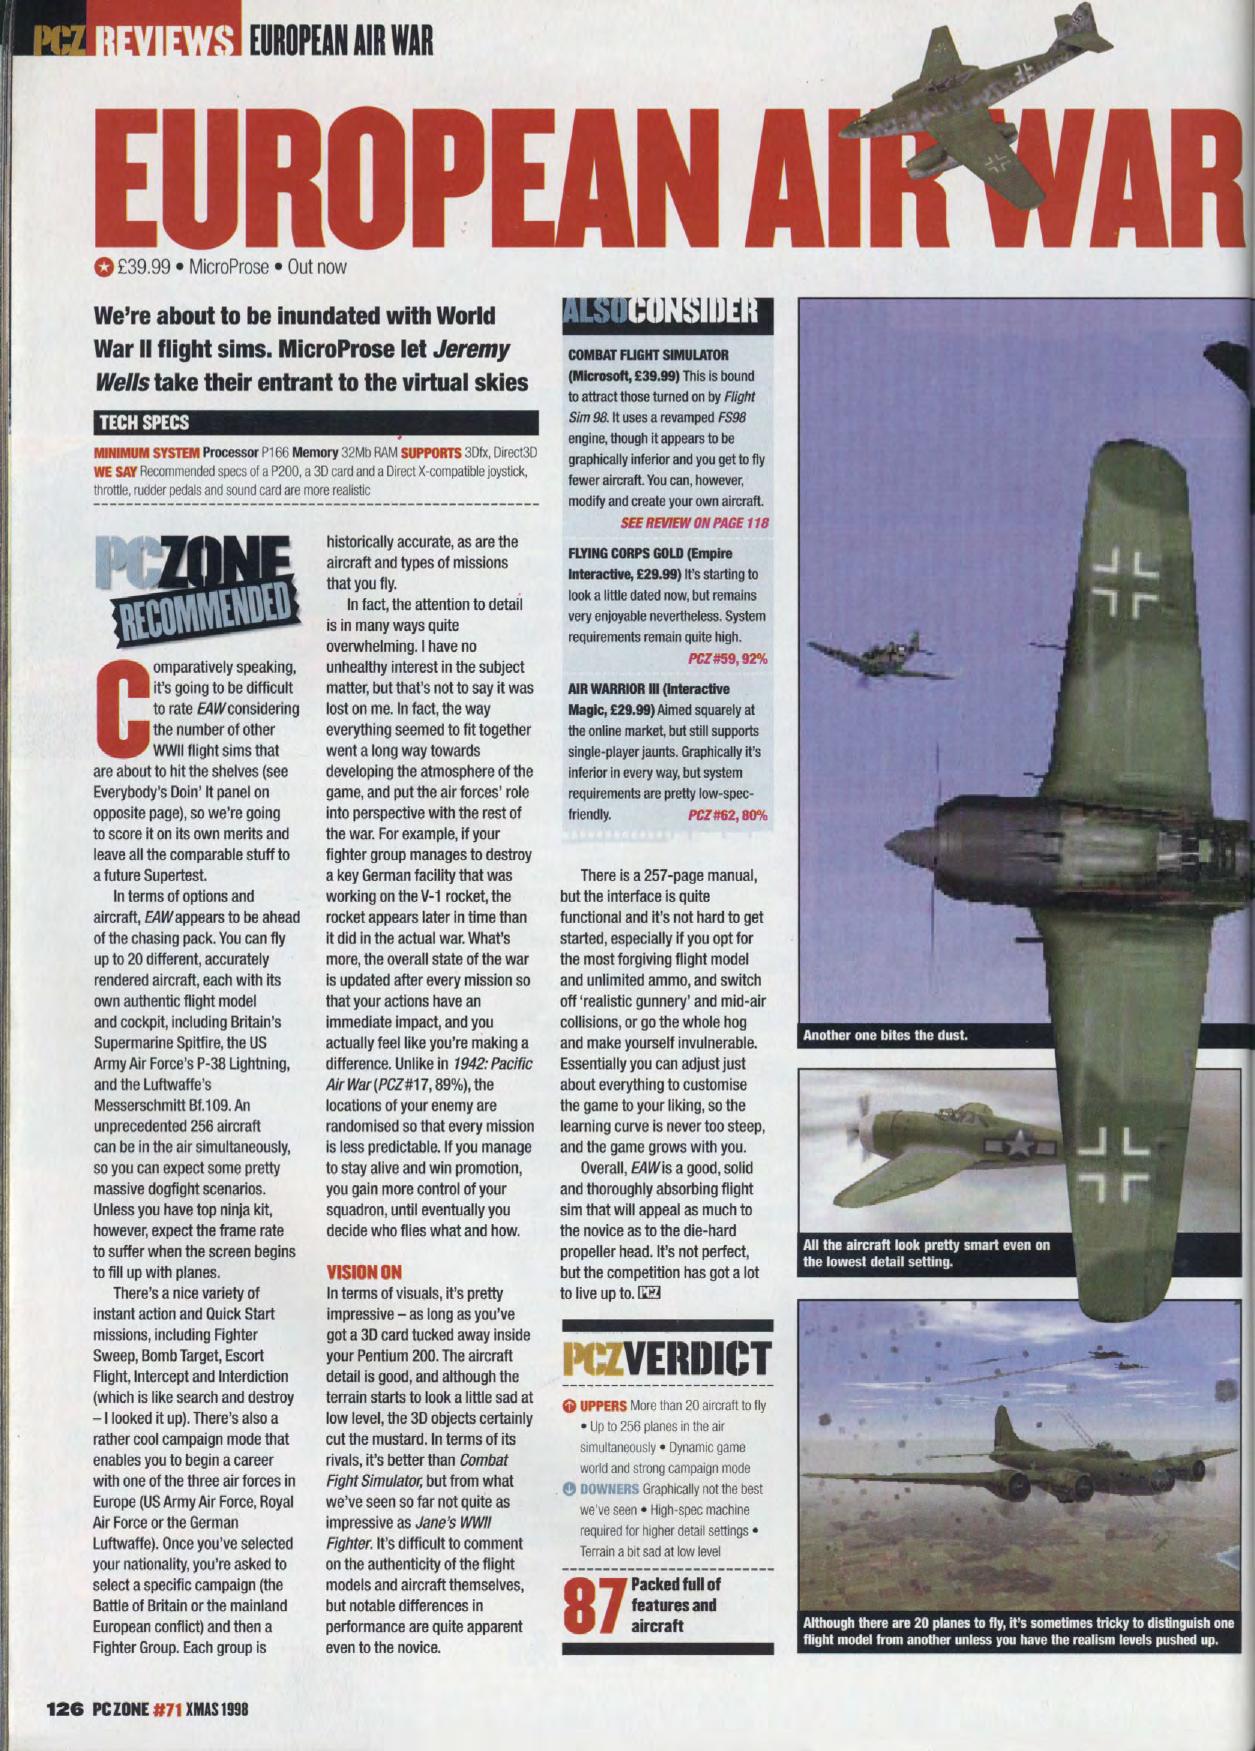 PCZ REVIEWS EUROPEAN AIR WAR
EUROPEAN AIR WAR
£39.99 • MicroProse • Out now
We're about to be inundated with World
War II flight sims. MicroProse let Jeremy
Wells take their entrant to the virtual skies
TECH SPECS
MINIMUM SYSTEM Processor P166 Memory 32Mb RAM SUPPORTS 3Dfx, Direct3D
WE SAY Recommended specs of a P200, a 3D card and a Direct X-compatible joystick,
throttle, rudder pedals and sound card are more realistic
PCZONE
RECOMMENDED
Comparatively speaking,
it's going to be difficult
to rate EAW considering
the number of other
WWII flight sims that
are about to hit the shelves (see
Everybody's Doin' It panel on
opposite page), so we're going
to score it on its own merits and
leave all the comparable stuff to
a future Supertest.
In terms of options and
aircraft, EAW appears to be ahead
of the chasing pack. You can fly
up to 20 different, accurately
rendered aircraft, each with its
own authentic flight model
and cockpit, including Britain's
Supermarine Spitfire, the US
Army Air Force's P-38 Lightning,
and the Luftwaffe's
Messerschmitt Bf.109. An
unprecedented 256 aircraft
can be in the air simultaneously,
so you can expect some pretty
massive dogfight scenarios.
Unless you have top ninja kit,
however, expect the frame rate
to suffer when the screen begins
to fill up with planes.
There's a nice variety of
instant action and Quick Start
missions, including Fighter
Sweep, Bomb Target, Escort
Flight, Intercept and Interdiction
(which is like search and destroy
– I looked it up). There's also a
rather cool campaign mode that
enables you to begin a career
with one of the three air forces in
Europe (US Army Air Force, Royal
Air Force or the German
Luftwaffe). Once you've selected
your nationality, you're asked to
select a specific campaign (the
Battle of Britain or the mainland
European conflict) and then a
Fighter Group. Each group is
historically accurate, as are the
aircraft and types of missions
that you fly.
In fact, the attention to detail
is in many ways quite
overwhelming. I have no
unhealthy interest in the subject
matter, but that's not to say it was
lost on me. In fact, the way
everything seemed to fit together
went a long way towards
developing the atmosphere of the
game, and put the air forces' role
into perspective with the rest of
the war. For example, if your
fighter group manages to destroy
a key German facility that was
working on the V-1 rocket, the
rocket appears later in time than
it did in the actual war. What's
more, the overall state of the war
is updated after every mission so
that your actions have an
immediate impact, and you
actually feel like you're making a
difference. Unlike in 1942: Pacific
Air War (PCZ #17, 89%), the
locations of your enemy are
randomised so that every mission
is less predictable. If you manage
to stay alive and win promotion,
you gain more control of your
squadron, until eventually you
decide who flies what and how.
VISION ON
In terms of visuals, it's pretty
impressive – as long as you've
got a 3D card tucked away inside
your Pentium 200. The aircraft
detail is good, and although the
terrain starts to look a little sad at
low level, the 3D objects certainly
cut the mustard. In terms of its
rivals, it's better than Combat
Fight Simulator, but from what
we've seen so far not quite as
impressive as Jane's WWII
Fighter. It's difficult to comment
on the authenticity of the flight
models and aircraft themselves,
but notable differences in
performance are quite apparent
even to the novice.
ALSO CONSIDER
COMBAT FLIGHT SIMULATOR
(Microsoft, £39.99) This is bound
to attract those turned on by Flight
Sim 98. It uses a revamped FS98
engine, though it appears to be
graphically inferior and you get to fly
fewer aircraft. You can, however,
modify and create your own aircraft.
SEE REVIEW ON PAGE 118
FLYING CORPS GOLD (Empire
Interactive, £29.99) It's starting to
look a little dated now, but remains
very enjoyable nevertheless. System
requirements remain quite high.
PCZ #59, 92%
AIR WARRIOR III (Interactive
Magic, £29.99) Aimed squarely at
the online market, but still supports
single-player jaunts. Graphically it's
inferior in every way, but system
requirements are pretty low-spec-
friendly. PCZ #62, 80%
There is a 257-page manual,
but the interface is quite
functional and it's not hard to get
started, especially if you opt for
the most forgiving flight model
and unlimited ammo, and switch
off 'realistic gunnery' and mid-air
collisions, or go the whole hog
and make yourself invulnerable.
Essentially you can adjust just
about everything to customise
the game to your liking, so the
learning curve is never too steep,
and the game grows with you.
Overall, EAW is a good, solid
and thoroughly absorbing flight
sim that will appeal as much to
the novice as to the die-hard
propeller head. It's not perfect,
but the competition has got a lot
to live up to. PCZ
PCZ VERDICT
UPPERS More than 20 aircraft to fly
• Up to 256 planes in the air
simultaneously • Dynamic game
world and strong campaign mode
DOWNERS Graphically not the best
we've seen • High-spec machine
required for higher detail settings •
Terrain a bit sad at low level
87 Packed full of
features and
aircraft
Another one bites the dust.
All the aircraft look pretty smart even on
the lowest detail setting.
Although there are 20 planes to fly, it's sometimes tricky to distinguish one
flight model from another unless you have the realism levels pushed up.
126 PC ZONE #71 XMAS 1998